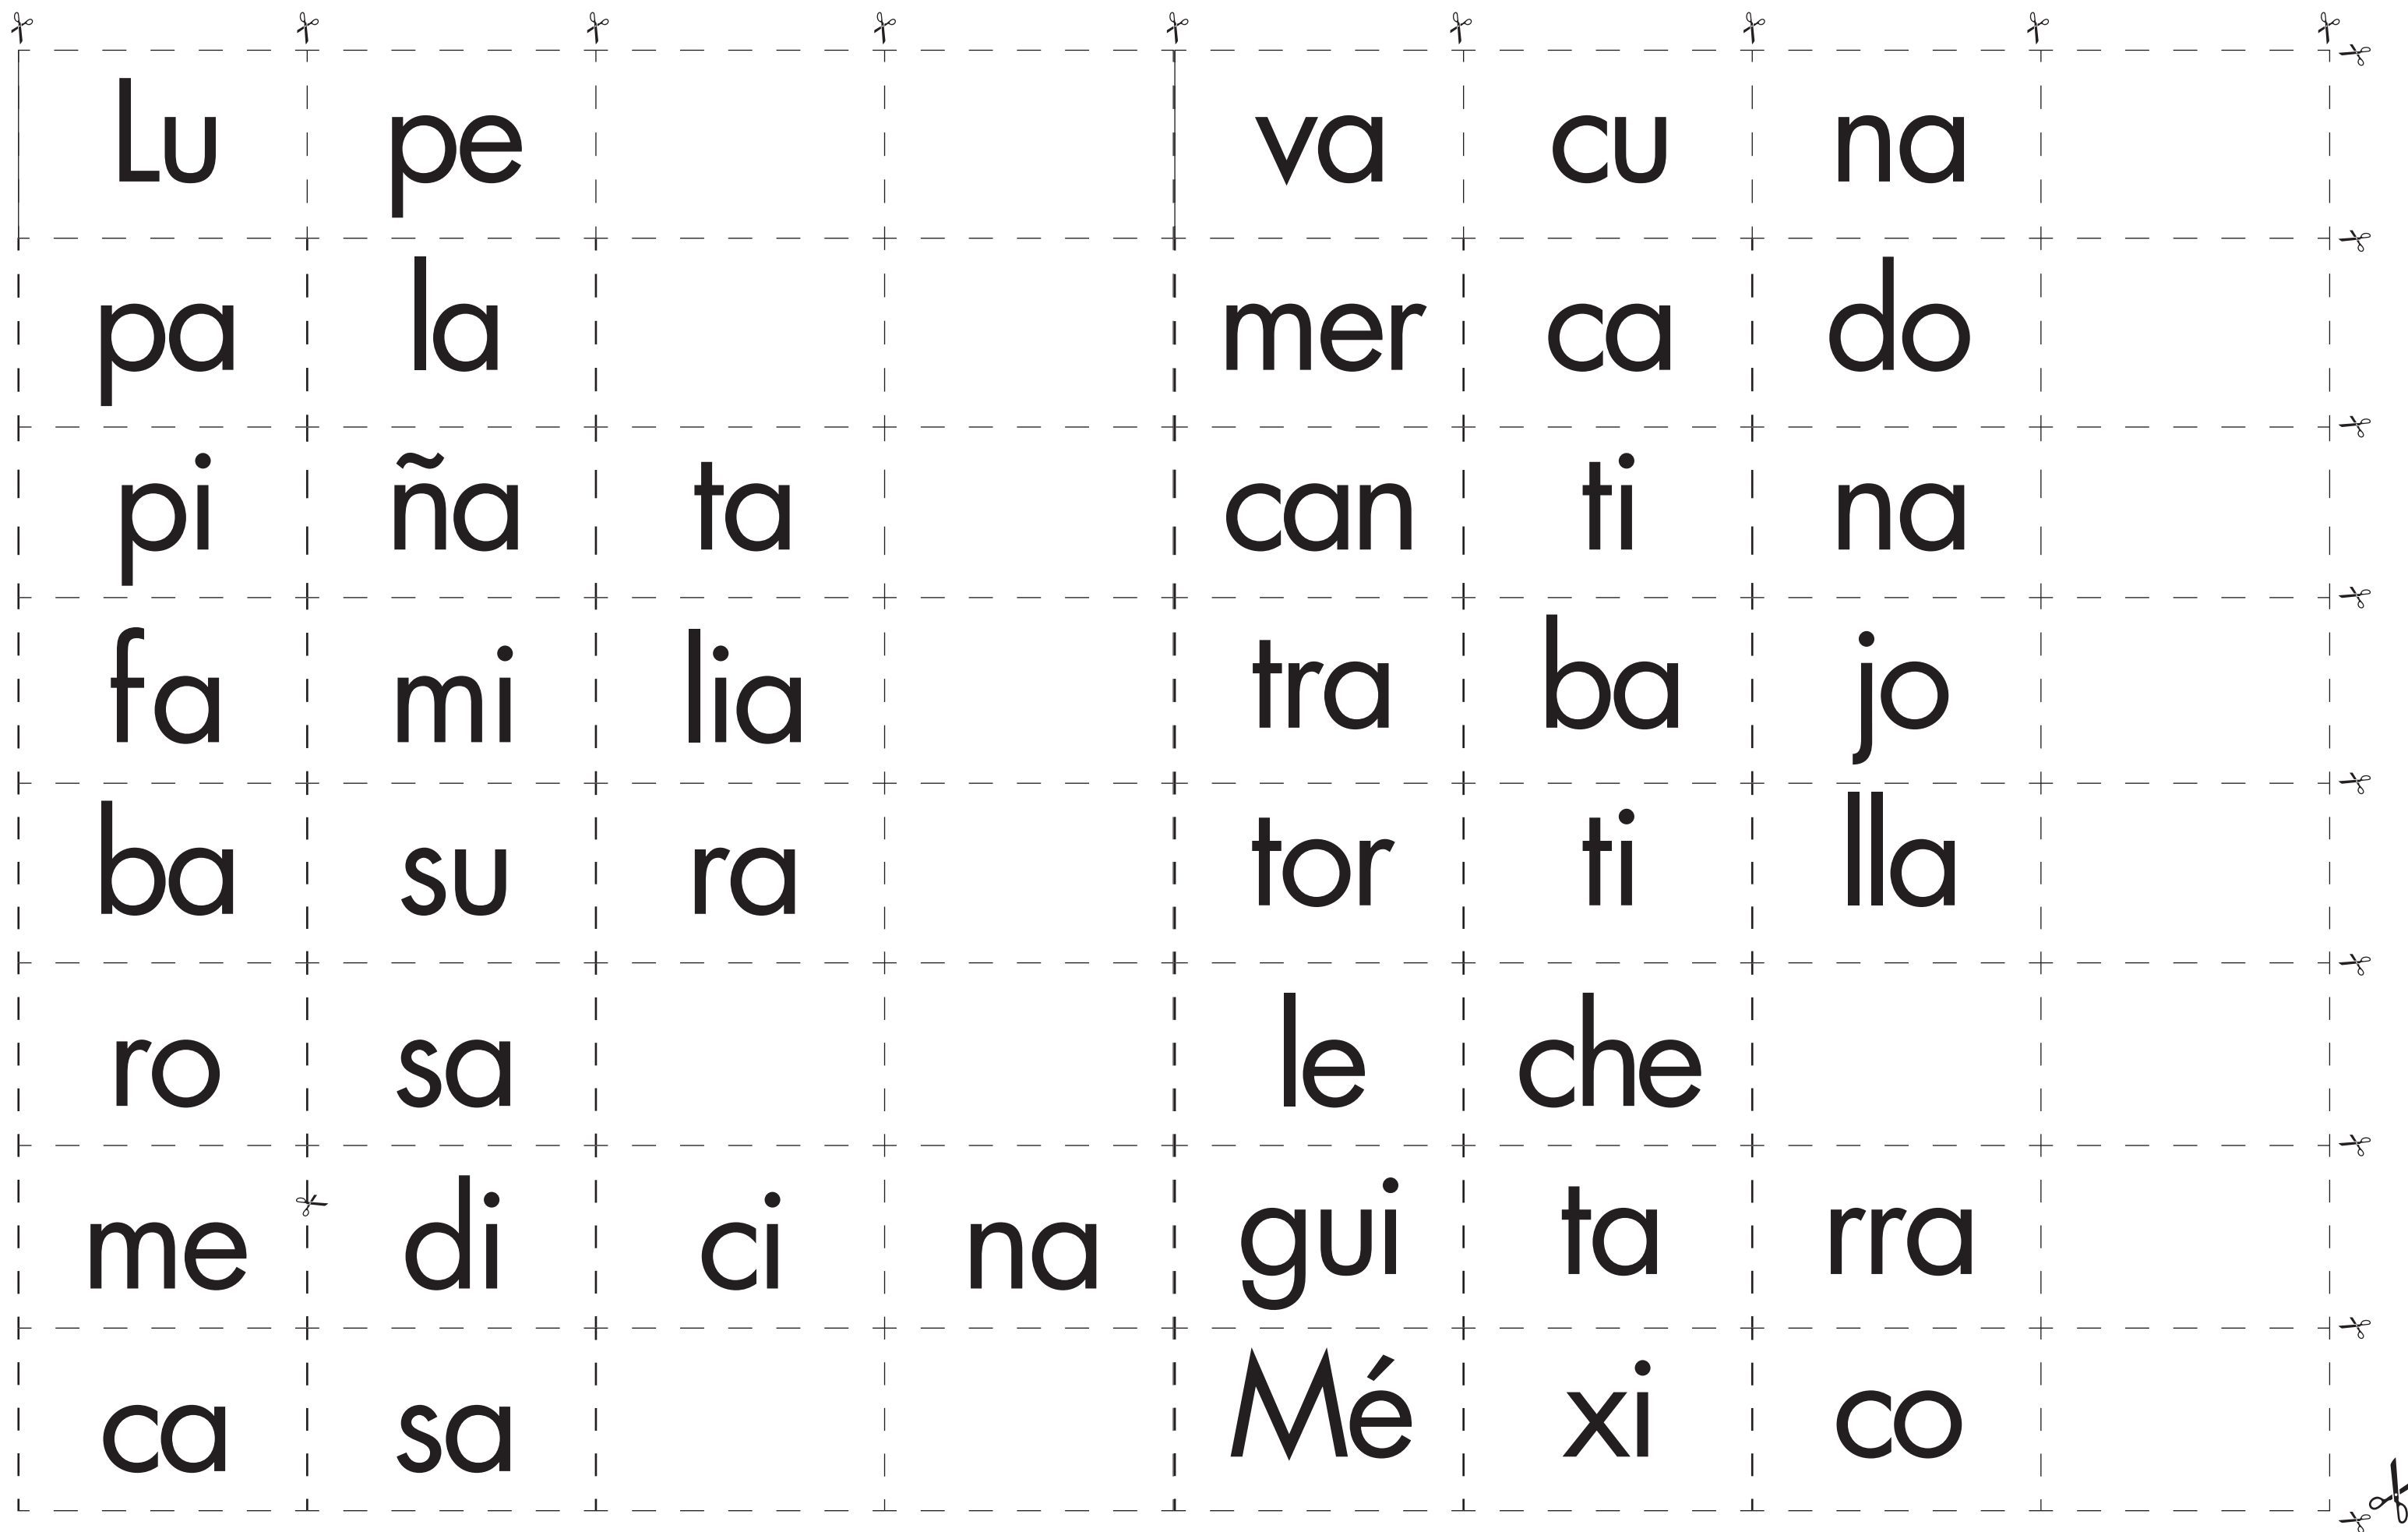 Lu pe va cu na
pa la mer ca do
pi ña ta can ti na
fa mi lia tra ba jo
ba su ra tor ti lla
ro sa le che
me di ci na gui ta rra
ca sa Mé xi co